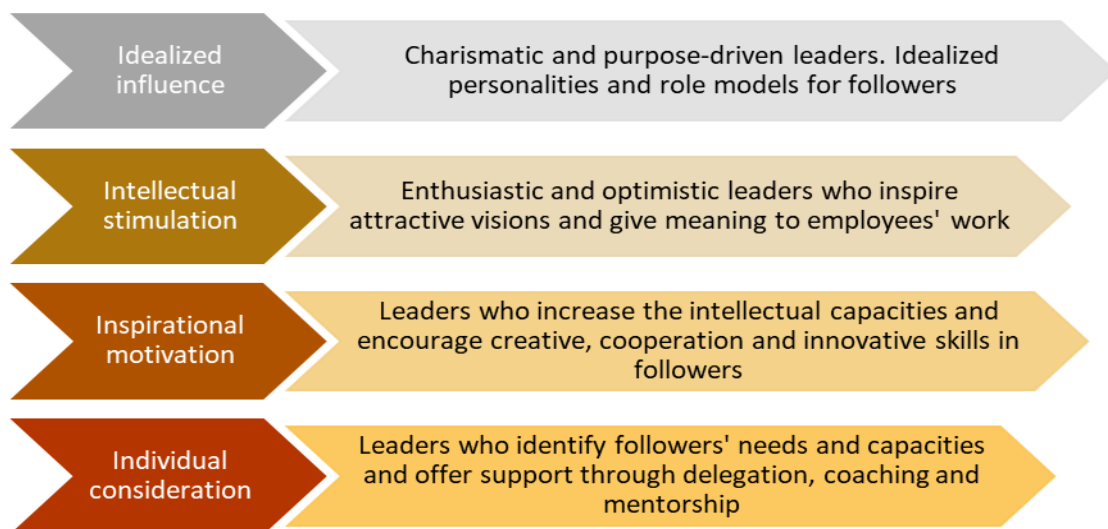 Idealized
influence
Charismatic and purpose-driven leaders. Idealized
personalities and role models for followers
Intellectual
stimulation
Enthusiastic and optimistic leaders who inspire
attractive visions and give meaning to employees' work
Inspirational
motivation
Leaders who increase the intellectual capacities and
encourage creative, cooperation and innovative skills in
followers
Individual
consideration
Leaders who identify followers' needs and capacities
and offer support through delegation, coaching and
mentorship